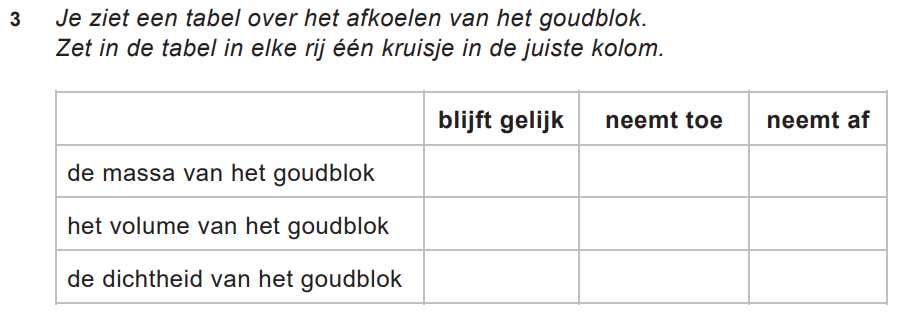 3 Je ziet een tabel over het afkoelen van het goudblok.
Zet in de tabel in elke rij één kruisje in de juiste kolom.
blijft gelijk neemt toe neemt af
de massa van het goudblok
het volume van het goudblok
de dichtheid van het goudblok